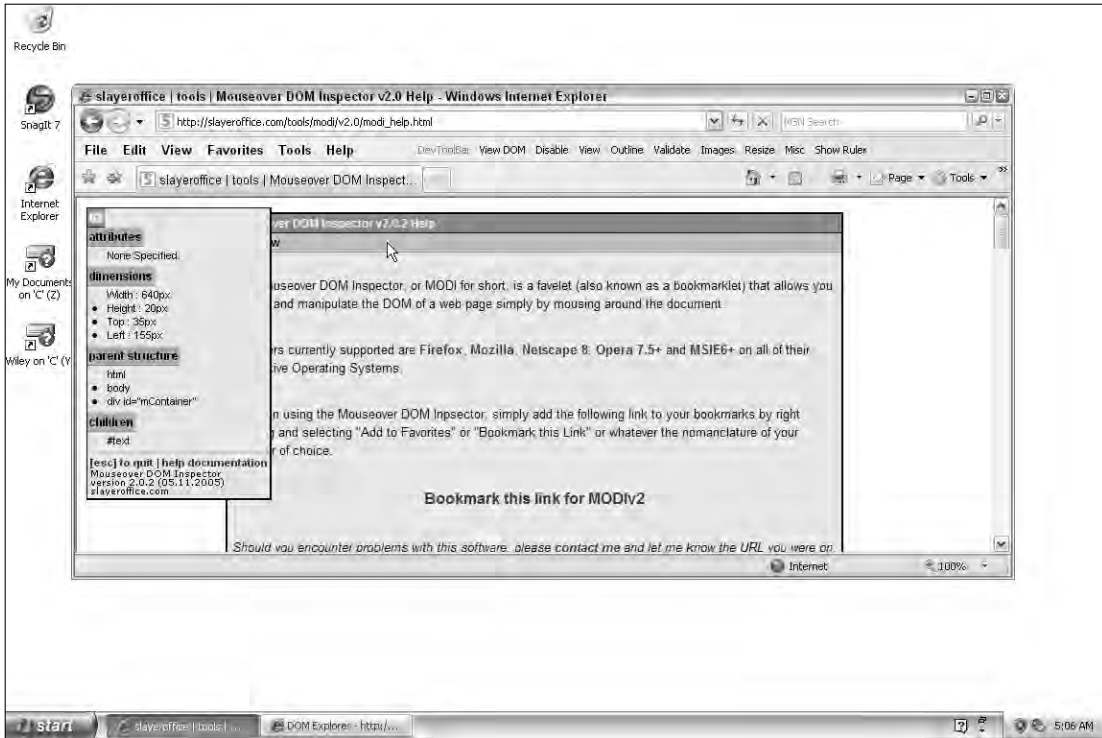 Recycle Bin
SnagIt 7
Internet
Explorer
My Documents
on 'C' (Z)
Wiley on 'C' (Y
slayeroffice | tools | Mouseover DOM Inspector v2.0 Help - Windows Internet Explorer
http://slayeroffice.com/tools/modi/v2.0/modi_help.html
MSN Search
File Edit View Favorites Tools Help
DevToolBar View DOM Disable View Outline Validate Images Resize Misc Show Ruler
slayeroffice | tools | Mouseover DOM Inspect...
Page Tools
attributes
None Specified.
dimensions
Width : 640px
Height : 20px
Top : 35px
Left : 155px
parent structure
html
body
div id="mContainer"
children
#text
[esc] to quit | help documentation
Mouseover DOM Inspector
version 2.0.2 (05.11.2005)
slayeroffice.com
ver DOM Inspector v2.0.2 Help
w
useover DOM Inspector, or MODI for short, is a favelet (also known as a bookmarklet) that allows you
and manipulate the DOM of a web page simply by mousing around the document.
rs currently supported are Firefox, Mozilla, Netscape 8, Opera 7.5+ and MSIE6+ on all of their
ive Operating Systems.
n using the Mouseover DOM Inpsector, simply add the following link to your bookmarks by right
g and selecting "Add to Favorites" or "Bookmark this Link" or whatever the nomanclature of your
r of choice.
Bookmark this link for MODIv2
Should you encounter problems with this software, please contact me and let me know the URL you were on,
Internet
100%
start
slayeroffice | tools | ...
DOM Explorer - http:/...
5:06 AM